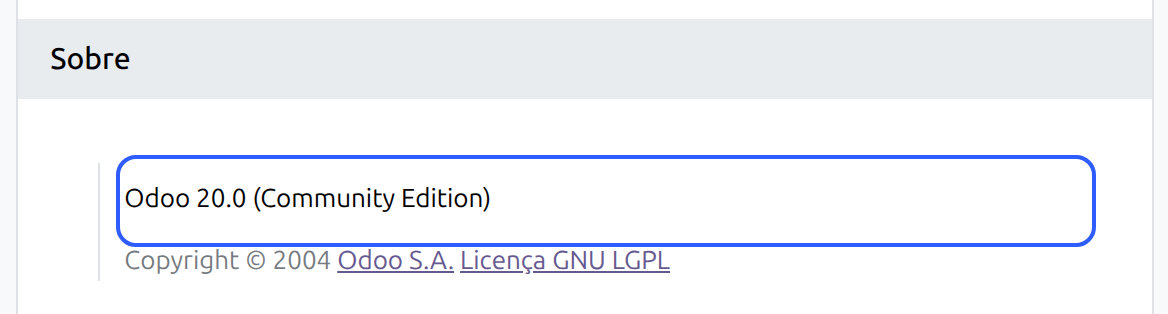 Sobre
Odoo 20.0 (Community Edition)
Copyright © 2004 Odoo S.A. Licença GNU LGPL